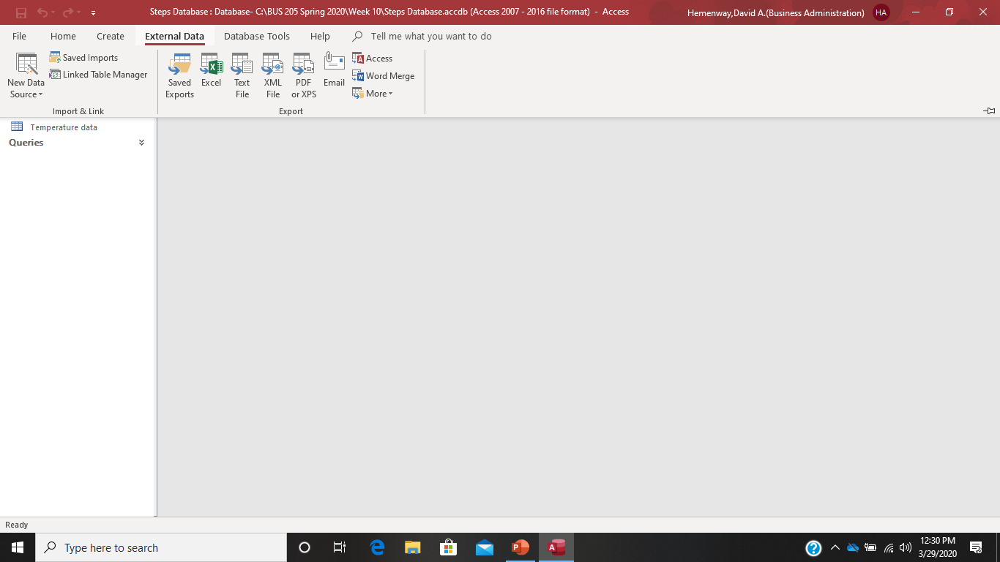 Steps Database : Database- C:\BUS 205 Spring 2020\Week 10\Steps Database.accdb (Access 2007 - 2016 file format) - Access
Hemenway,David A.(Business Administration)
HA
File
Home
Create
External Data
Database Tools
Help
Tell me what you want to do
New Data
Source
Saved Imports
Linked Table Manager
Import & Link
Saved
Exports
Excel
Text
File
XML
File
PDF
or XPS
Email
Access
Word Merge
More
Export
Temperature data
Queries
Ready
Type here to search
12:30 PM
3/29/2020